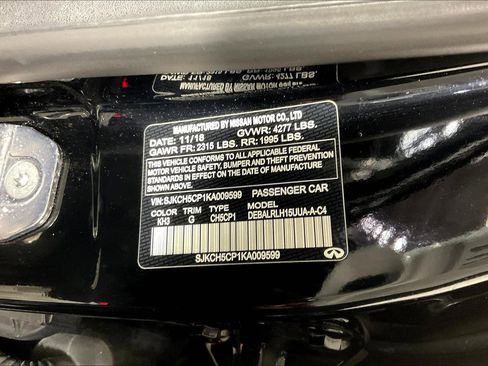 MANUFACTURED BY NISSAN MOTOR CO., LTD.
DATE: 11/18 GVWR: 4277 LBS.
GAWR FR: 2315 LBS. RR: 1995 LBS.
THIS VEHICLE CONFORMS TO ALL APPLICABLE
FEDERAL MOTOR VEHICLE SAFETY, BUMPER, AND THEFT PREVENTION
STANDARDS IN EFFECT ON THE DATE OF MANUFACTURE SHOWN ABOVE.
VIN: SJKCH5CP1KA009599 PASSENGER CAR
COLOR TRIM TYPE MODEL
KH3 G CH5CP1 DEBALRLH15UUA-A-C4
SJKCH5CP1KA009599